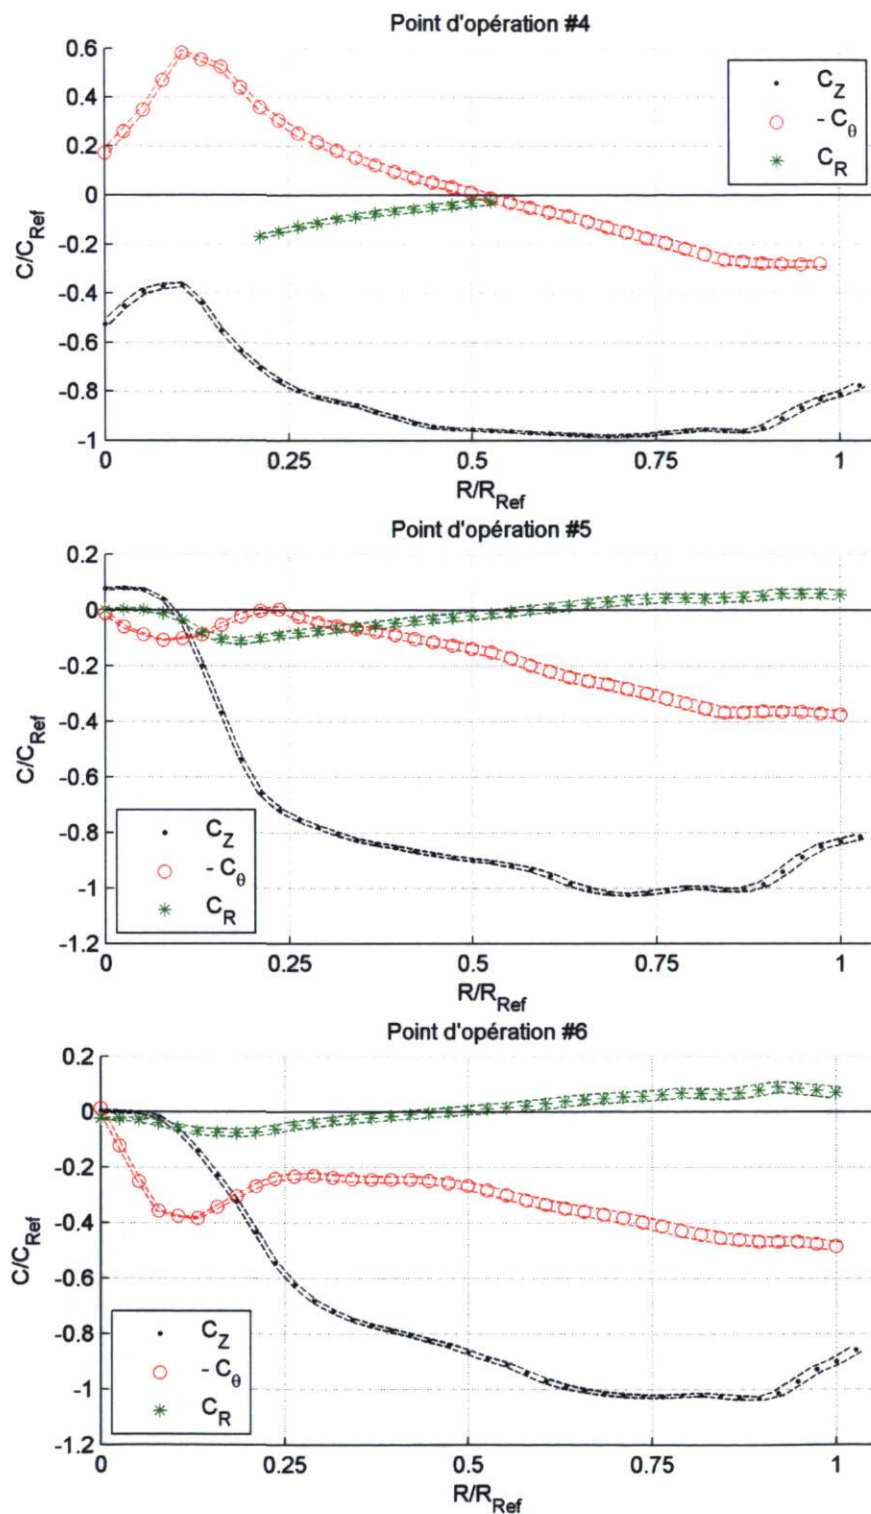 Point d'opération #4
0.6
0.4
0.2
0
-0.2
-0.4
-0.6
-0.8
-1
C/C_Ref
C_Z
- C_θ
C_R
0 0.25 0.5 0.75 1
R/R_Ref
Point d'opération #5
0.2
0
-0.2
-0.4
-0.6
-0.8
-1
-1.2
C/C_Ref
C_Z
- C_θ
C_R
0 0.25 0.5 0.75 1
R/R_Ref
Point d'opération #6
0.2
0
-0.2
-0.4
-0.6
-0.8
-1
-1.2
C/C_Ref
C_Z
- C_θ
C_R
0 0.25 0.5 0.75 1
R/R_Ref